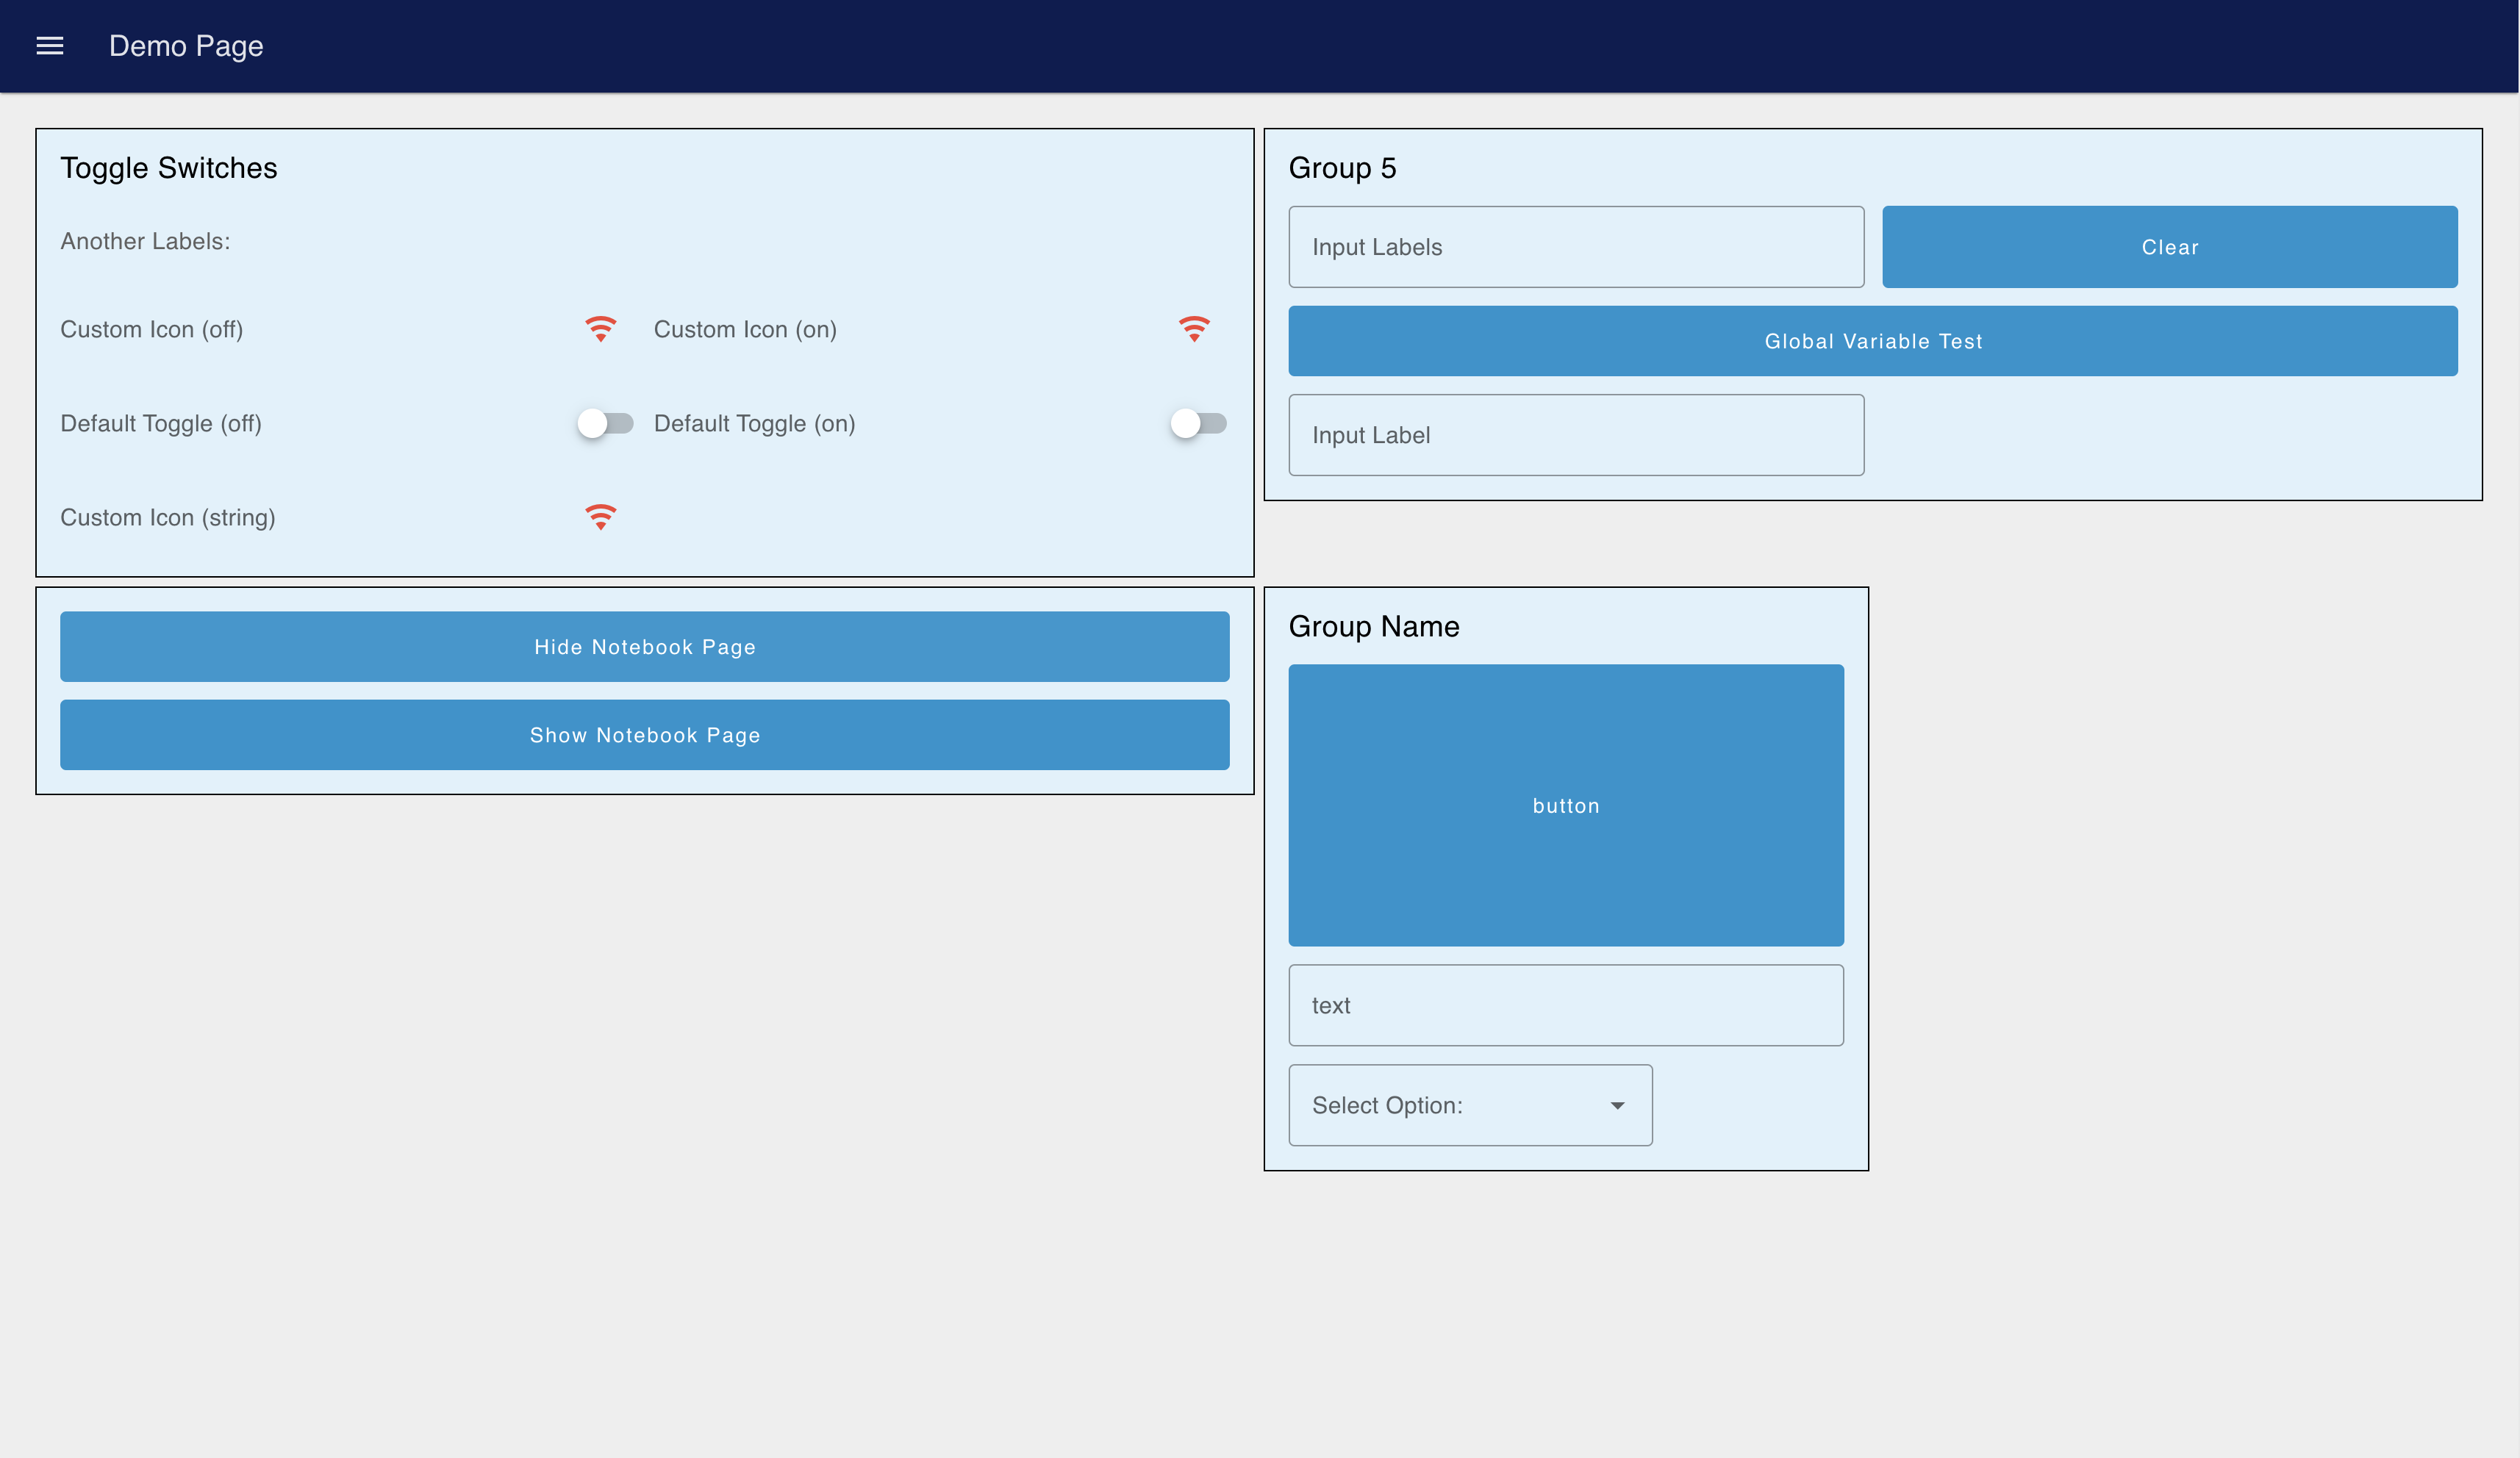 Demo Page
Toggle Switches
Another Labels:
Custom Icon (off)
Custom Icon (on)
Default Toggle (off)
Default Toggle (on)
Custom Icon (string)
Group 5
Input Labels
Clear
Global Variable Test
Input Label
Hide Notebook Page
Show Notebook Page
Group Name
button
text
Select Option: